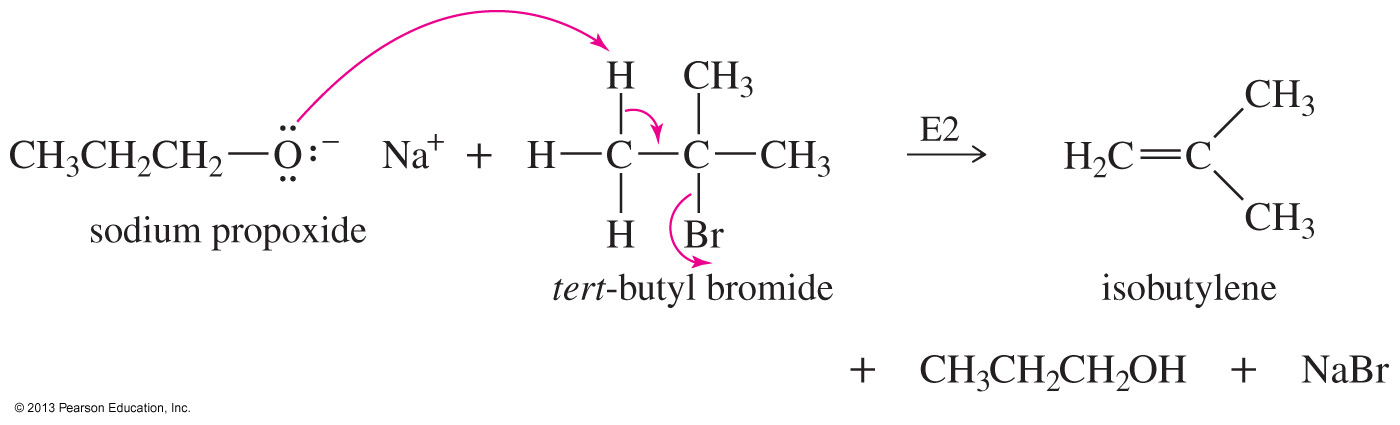 H CH₃
CH₃CH₂CH₂—Ö:⁻ Na⁺ + H—C—C—CH₃ E2 H₂C=C CH₃
CH₃
sodium propoxide H Br
tert-butyl bromide isobutylene
+ CH₃CH₂CH₂OH + NaBr
© 2013 Pearson Education, Inc.